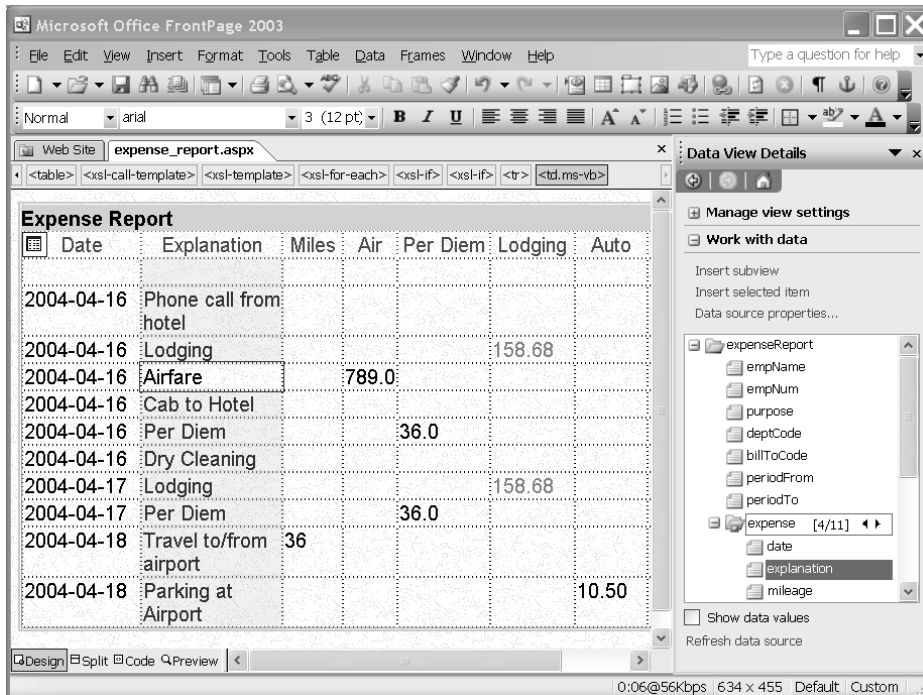 Microsoft Office FrontPage 2003
File Edit View Insert Format Tools Table Data Frames Window Help Type a question for help
Normal arial 3 (12 pt) B I U
Web Site expense_report.aspx
<table> <xsl-call-template> <xsl-template> <xsl-for-each> <xsl-if> <xsl-if> <tr> <td.ms-vb>
Expense Report
Date Explanation Miles Air Per Diem Lodging Auto
2004-04-16 Phone call from
hotel
2004-04-16 Lodging 158.68
2004-04-16 Airfare 789.0
2004-04-16 Cab to Hotel
2004-04-16 Per Diem 36.0
2004-04-16 Dry Cleaning
2004-04-17 Lodging 158.68
2004-04-17 Per Diem 36.0
2004-04-18 Travel to/from 36
airport
2004-04-18 Parking at 10.50
Airport
Design Split Code Preview
Data View Details
Manage view settings
Work with data
Insert subview
Insert selected item
Data source properties...
expenseReport
empName
empNum
purpose
deptCode
billToCode
periodFrom
periodTo
expense [4/11]
date
explanation
mileage
Show data values
Refresh data source
0:06@56Kbps 634 x 455 Default Custom